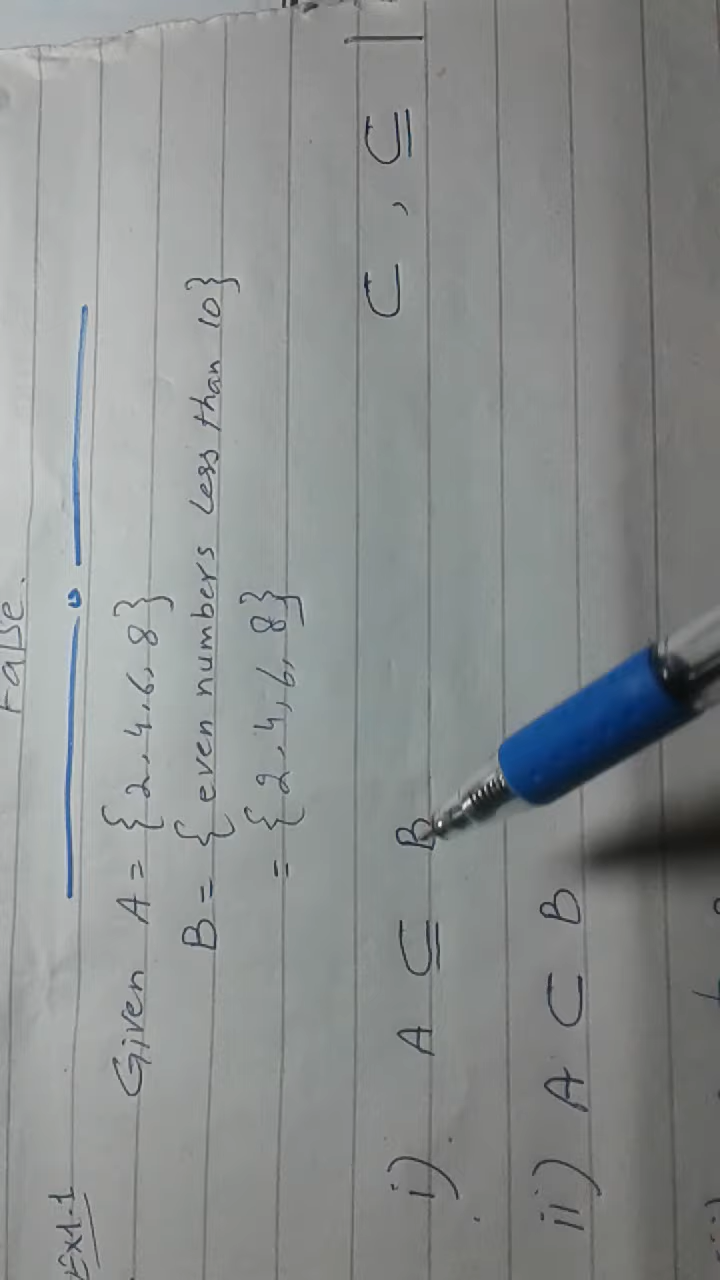 False.
Ex1.1
Given A = {2, 4, 6, 8}
B = {even numbers less than 10}
= {2, 4, 6, 8}
i). A ⊆ B ⊂ , ⊆
ii) A ⊂ B